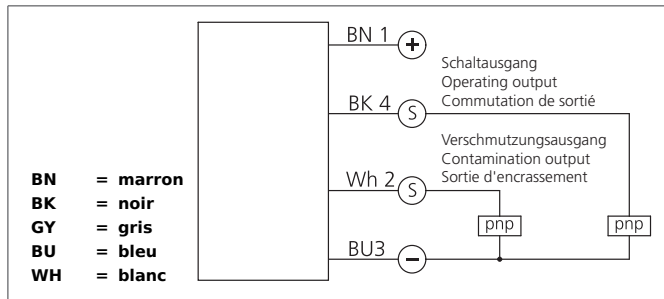 BN 1
+
Schaltausgang
Operating output
Commutation de sortié
BK 4
S
Verschmutzungsausgang
Contamination output
Sortie d'encrassement
Wh 2
S
pnp
pnp
BU3
−
BN = marron
BK = noir
GY = gris
BU = bleu
WH = blanc